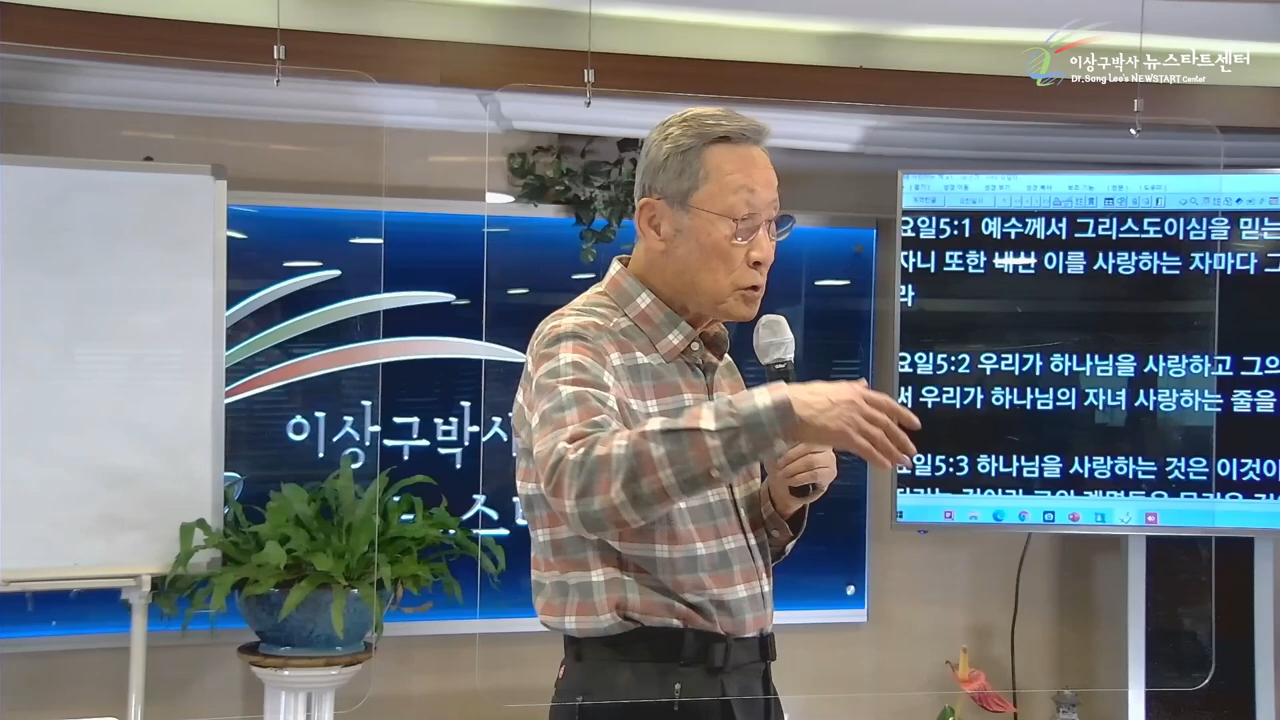 이상구박사 뉴스타트센터
Dr. Sang Lee's NEWSTART Center
요일5:1 예수께서 그리스도이심을 믿는
자니 또한 내신 이를 사랑하는 자마다 그
라
요일5:2 우리가 하나님을 사랑하고 그의
서 우리가 하나님의 자녀 사랑하는 줄을
요일5:3 하나님을 사랑하는 것은 이것이
이상구박사